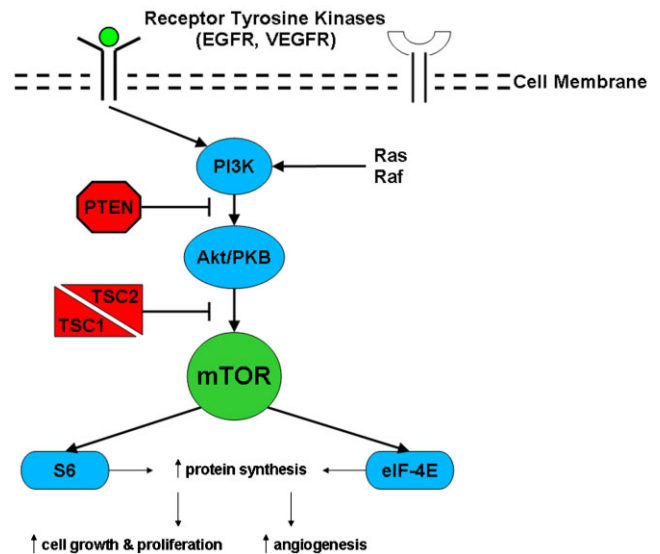 Receptor Tyrosine Kinases
(EGFR, VEGFR)
Cell Membrane
PI3K
Ras
Raf
PTEN
Akt/PKB
TSC2
TSC1
mTOR
S6
↑ protein synthesis
eIF-4E
↑ cell growth & proliferation
↑ angiogenesis